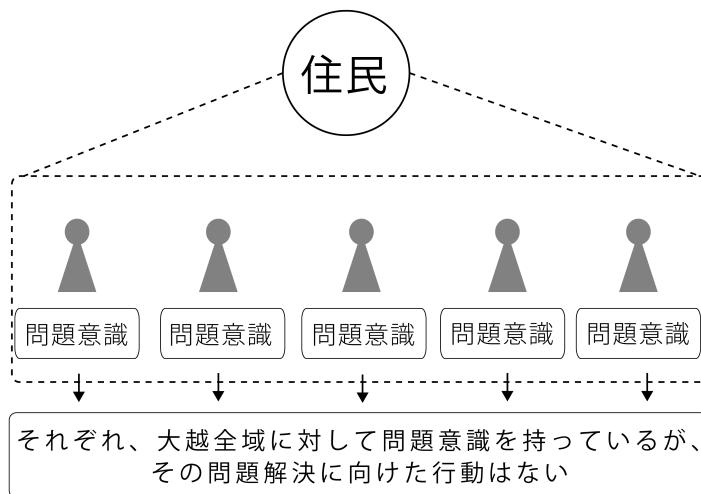 住民
問題意識 問題意識 問題意識 問題意識 問題意識
それぞれ、大越全域に対して問題意識を持っているが、
その問題解決に向けた行動はない